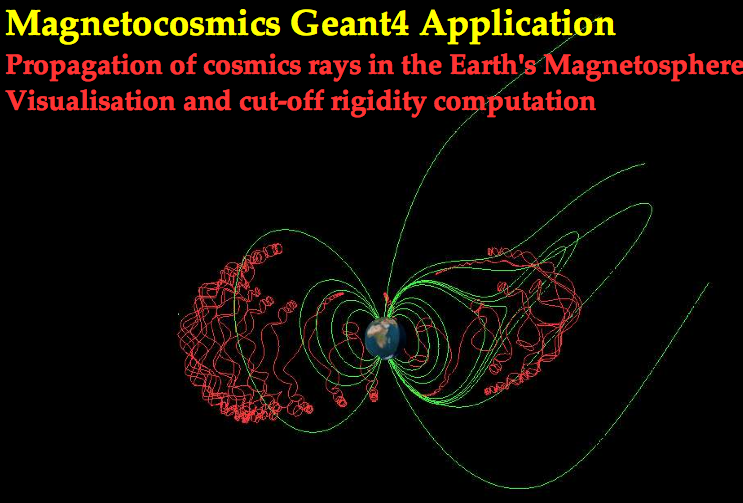 Magnetocosmics Geant4 Application
Propagation of cosmics rays in the Earth's Magnetosphere
Visualisation and cut-off rigidity computation